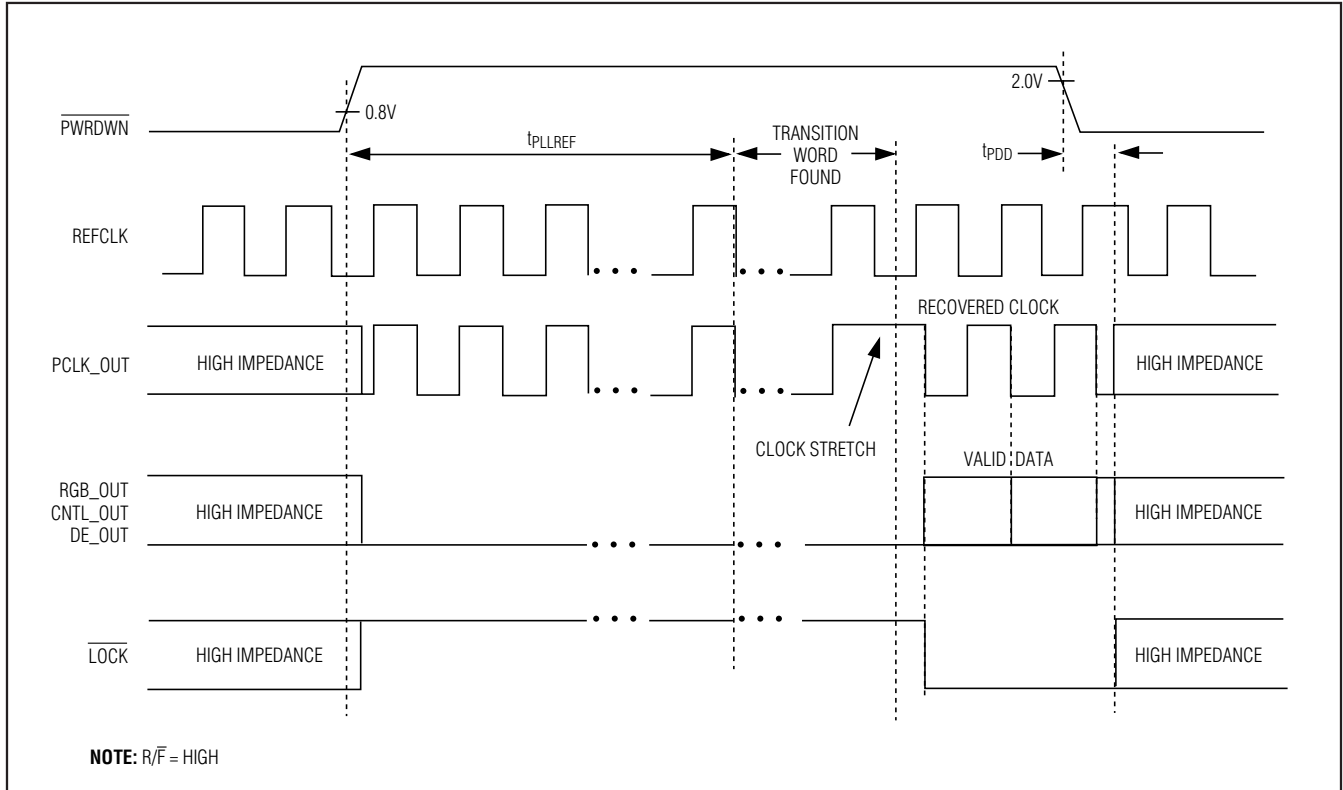 2.0V
0.8V
PWRDWN
tPLLREF
TRANSITION
WORD
FOUND
tPDD
REFCLK
RECOVERED CLOCK
PCLK_OUT
HIGH IMPEDANCE
HIGH IMPEDANCE
CLOCK STRETCH
VALID DATA
RGB_OUT
CNTL_OUT
DE_OUT
HIGH IMPEDANCE
HIGH IMPEDANCE
LOCK
HIGH IMPEDANCE
HIGH IMPEDANCE
NOTE: R/F̅ = HIGH